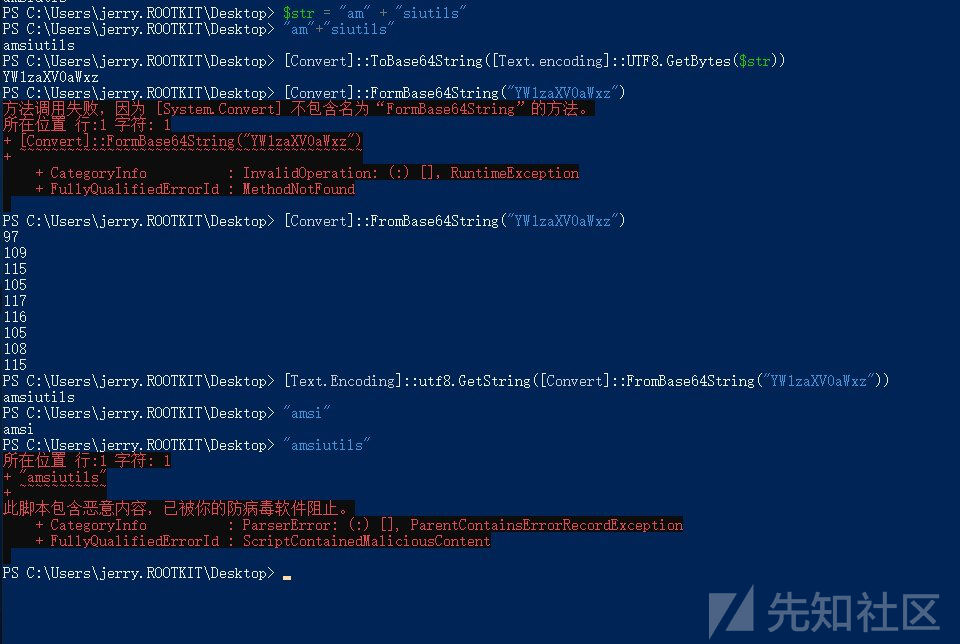 amsiutils
PS C:\Users\jerry.ROOTKIT\Desktop> $str = "am" + "siutils"
PS C:\Users\jerry.ROOTKIT\Desktop> "am"+"siutils"
amsiutils
PS C:\Users\jerry.ROOTKIT\Desktop> [Convert]::ToBase64String([Text.encoding]::UTF8.GetBytes($str))
YW1zaXV0aWxz
PS C:\Users\jerry.ROOTKIT\Desktop> [Convert]::FormBase64String("YW1zaXV0aWxz")
方法调用失败，因为 [System.Convert] 不包含名为“FormBase64String”的方法。
所在位置 行:1 字符: 1
+ [Convert]::FormBase64String("YW1zaXV0aWxz")
+ ~~~~~~~~~~~~~~~~~~~~~~~~~~~~~~~~~~~~~~~~~~~
+ CategoryInfo : InvalidOperation: (:) [], RuntimeException
+ FullyQualifiedErrorId : MethodNotFound
PS C:\Users\jerry.ROOTKIT\Desktop> [Convert]::FromBase64String("YW1zaXV0aWxz")
97
109
115
105
117
116
105
108
115
PS C:\Users\jerry.ROOTKIT\Desktop> [Text.Encoding]::utf8.GetString([Convert]::FromBase64String("YW1zaXV0aWxz"))
amsiutils
PS C:\Users\jerry.ROOTKIT\Desktop> "amsi"
amsi
PS C:\Users\jerry.ROOTKIT\Desktop> "amsiutils"
所在位置 行:1 字符: 1
+ "amsiutils"
+ ~~~~~~~~~~~
此脚本包含恶意内容，已被你的防病毒软件阻止。
+ CategoryInfo : ParserError: (:) [], ParentContainsErrorRecordException
+ FullyQualifiedErrorId : ScriptContainedMaliciousContent
PS C:\Users\jerry.ROOTKIT\Desktop>
先知社区